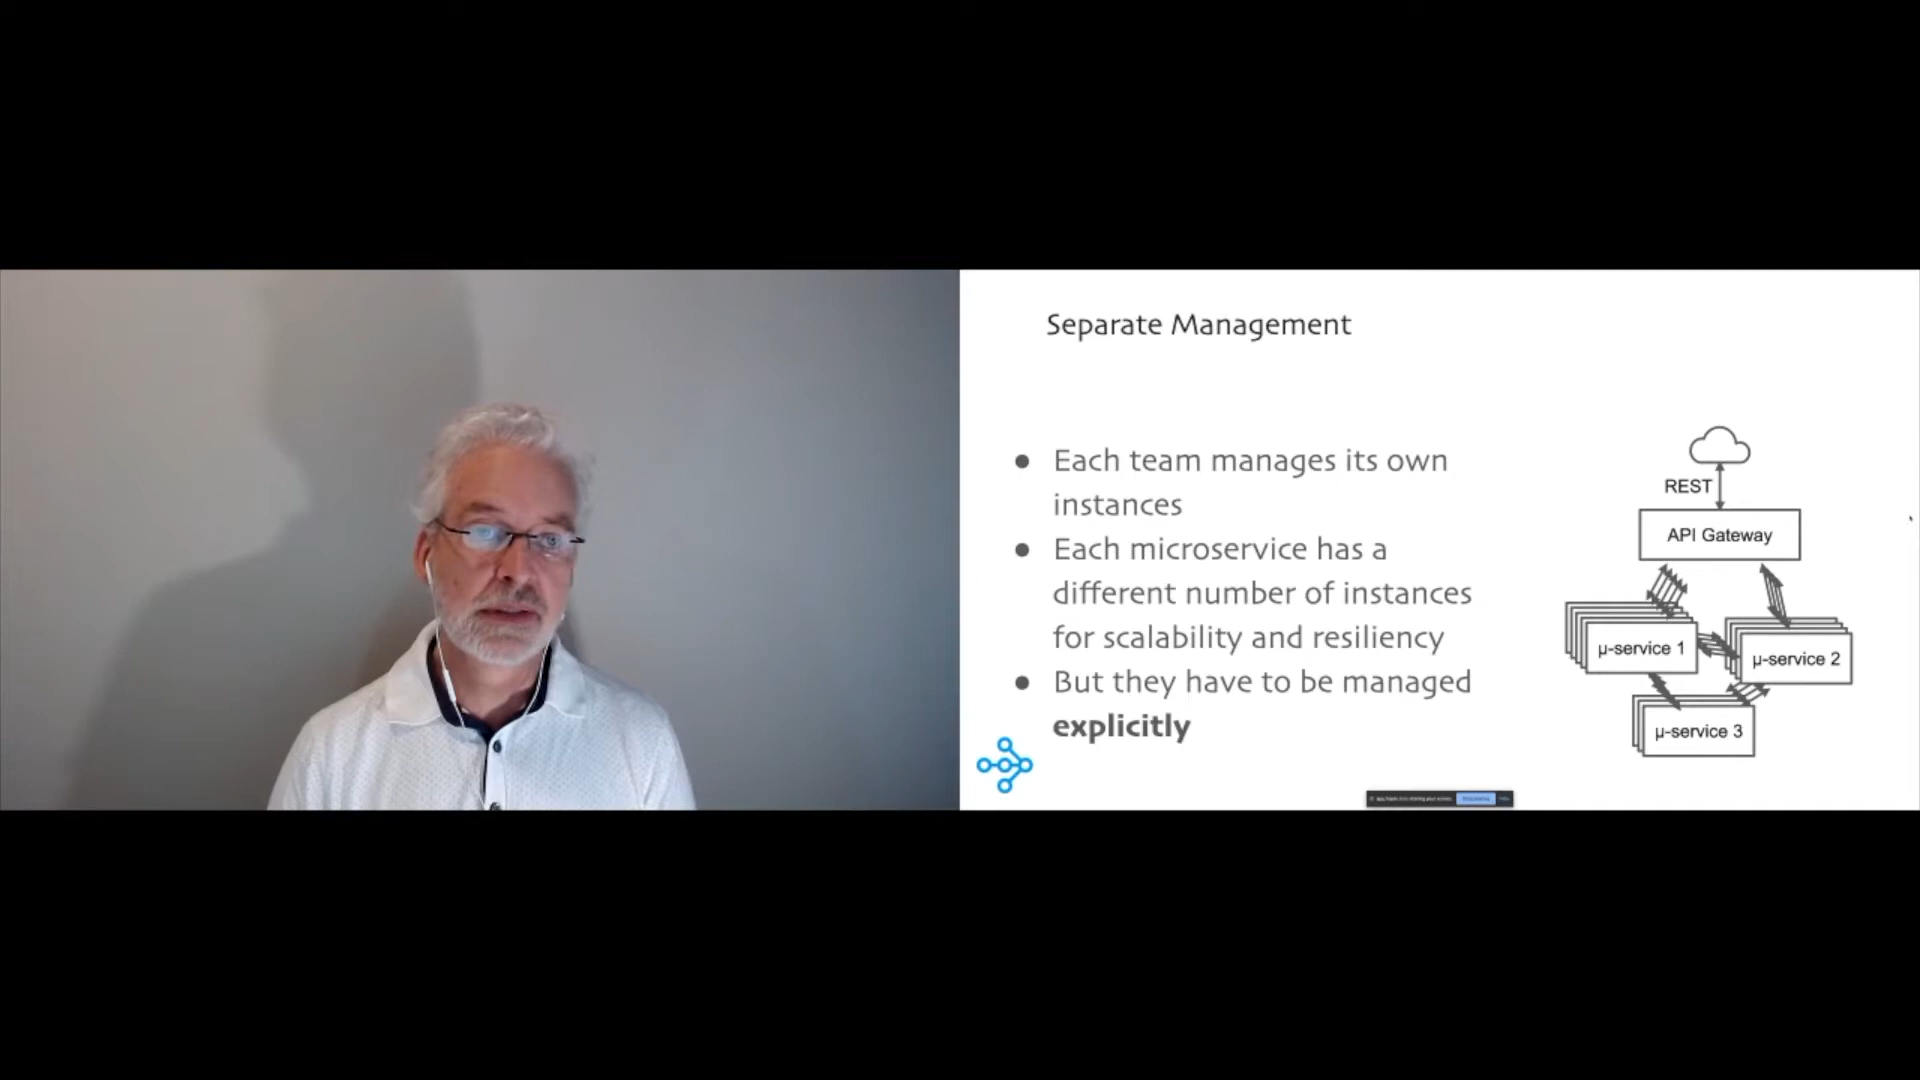 Separate Management
● Each team manages its own
instances
● Each microservice has a
different number of instances
for scalability and resiliency
● But they have to be managed
explicitly
REST
API Gateway
μ-service 1
μ-service 2
μ-service 3